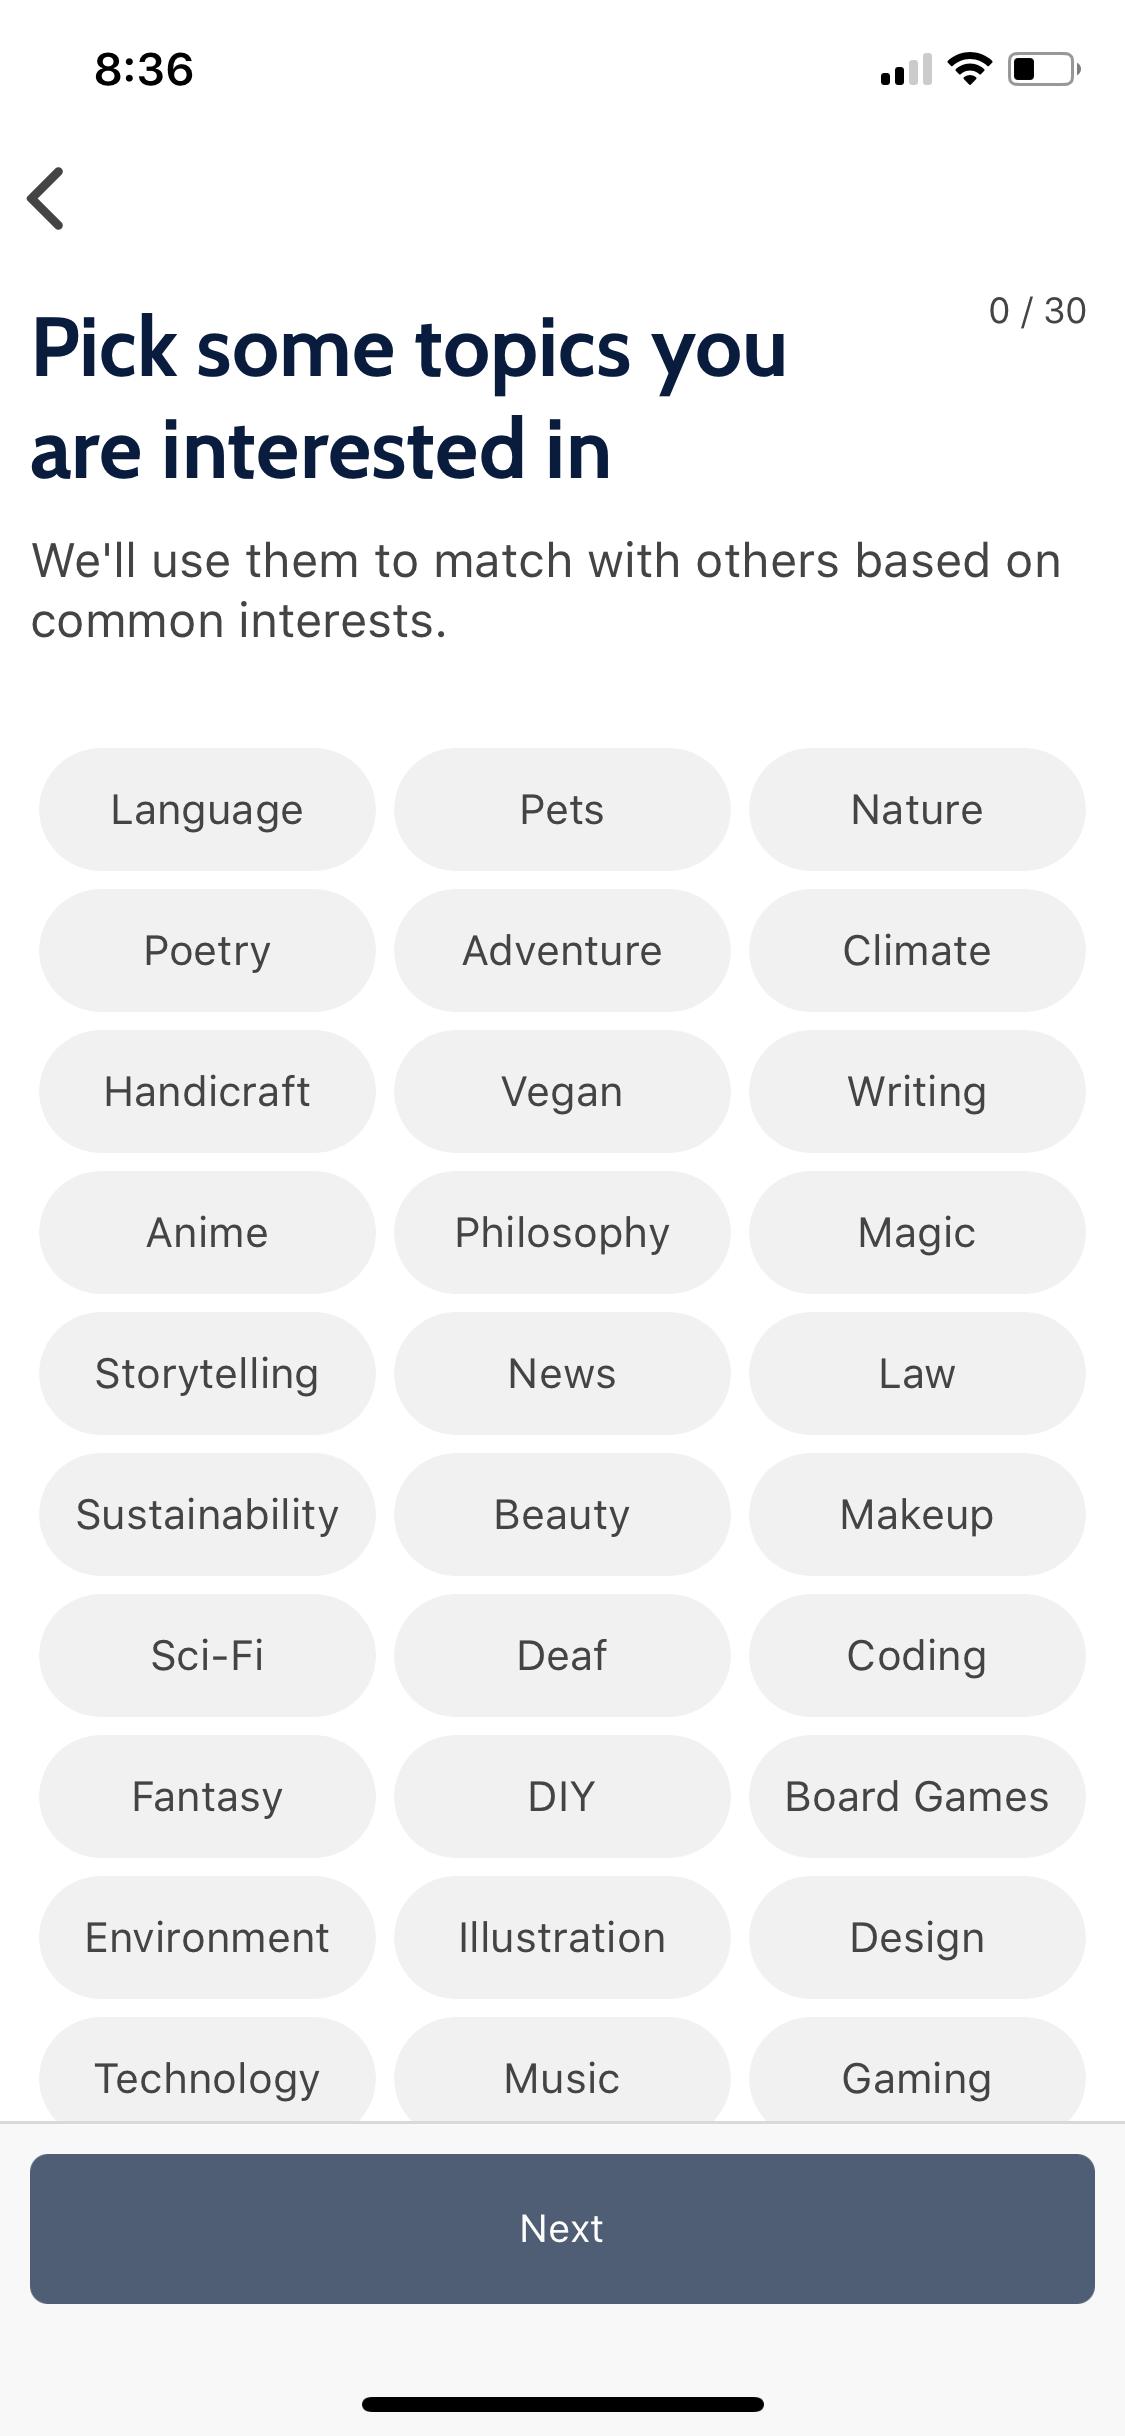 8:36
0 / 30
Pick some topics you
are interested in
We'll use them to match with others based on
common interests.
Language Pets Nature
Poetry Adventure Climate
Handicraft Vegan Writing
Anime Philosophy Magic
Storytelling News Law
Sustainability Beauty Makeup
Sci-Fi Deaf Coding
Fantasy DIY Board Games
Environment Illustration Design
Technology Music Gaming
Next